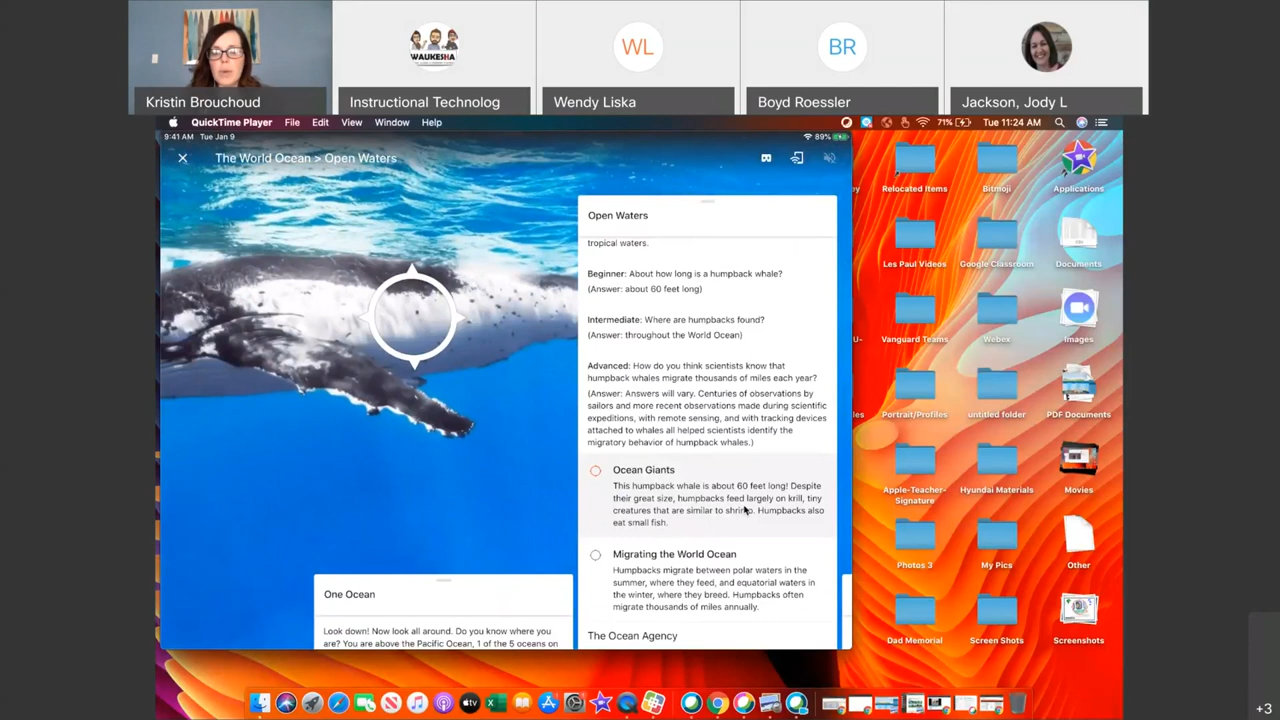 WAUKESHA
WL
BR
Kristin Brouchoud
Instructional Technolog
Wendy Liska
Boyd Roessler
Jackson, Jody L
QuickTime Player File Edit View Window Help
71% Tue 11:24 AM
9:41 AM Tue Jan 9
89%
The World Ocean > Open Waters
Open Waters
tropical waters.
Beginner: About how long is a humpback whale?
(Answer: about 60 feet long)
Intermediate: Where are humpbacks found?
(Answer: throughout the World Ocean)
Advanced: How do you think scientists know that
humpback whales migrate thousands of miles each year?
(Answer: Answers will vary. Centuries of observations by
sailors and more recent observations made during scientific
expeditions, with remote sensing, and with tracking devices
attached to whales all helped scientists identify the
migratory behavior of humpback whales.)
Ocean Giants
This humpback whale is about 60 feet long! Despite
their great size, humpbacks feed largely on krill, tiny
creatures that are similar to shrimp. Humpbacks also
eat small fish.
Migrating the World Ocean
Humpbacks migrate between polar waters in the
summer, where they feed, and equatorial waters in
the winter, where they breed. Humpbacks often
migrate thousands of miles annually.
The Ocean Agency
One Ocean
Look down! Now look all around. Do you know where you
are? You are above the Pacific Ocean, 1 of the 5 oceans on
Relocated Items
Bitmoji
Applications
Les Paul Videos
Google Classroom
Documents
Vanguard Teams
Webex
Images
Portrait/Profiles
untitled folder
PDF Documents
Apple-Teacher-
Signature
Hyundai Materials
Movies
Photos 3
My Pics
Other
Dad Memorial
Screen Shots
Screenshots
tv
+3